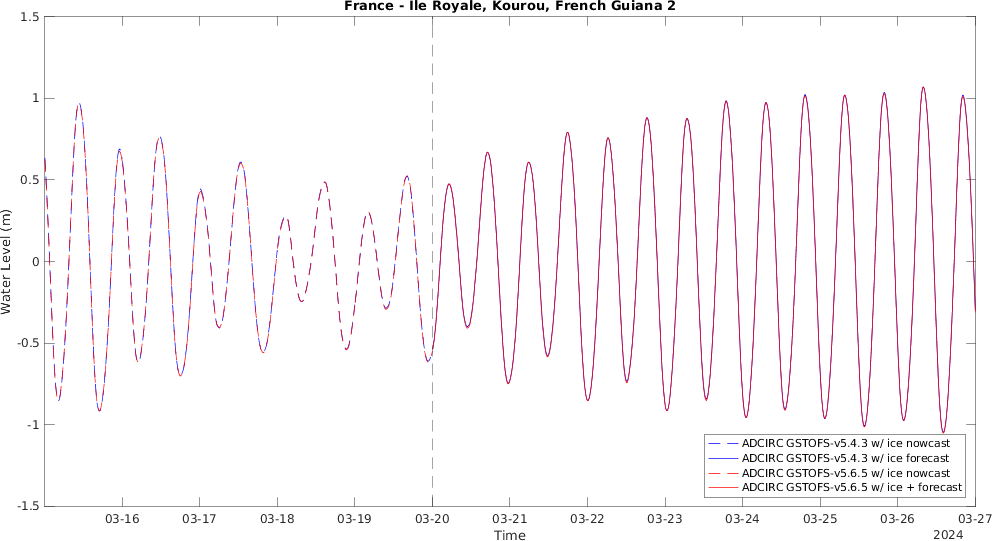 France - Ile Royale, Kourou, French Guiana 2
1.5
1
0.5
0
-0.5
-1
-1.5
Water Level (m)
ADCIRC GSTOFS-v5.4.3 w/ ice nowcast
ADCIRC GSTOFS-v5.4.3 w/ ice forecast
ADCIRC GSTOFS-v5.6.5 w/ ice nowcast
ADCIRC GSTOFS-v5.6.5 w/ ice + forecast
03-16 03-17 03-18 03-19 03-20 03-21 03-22 03-23 03-24 03-25 03-26 03-27
Time
2024